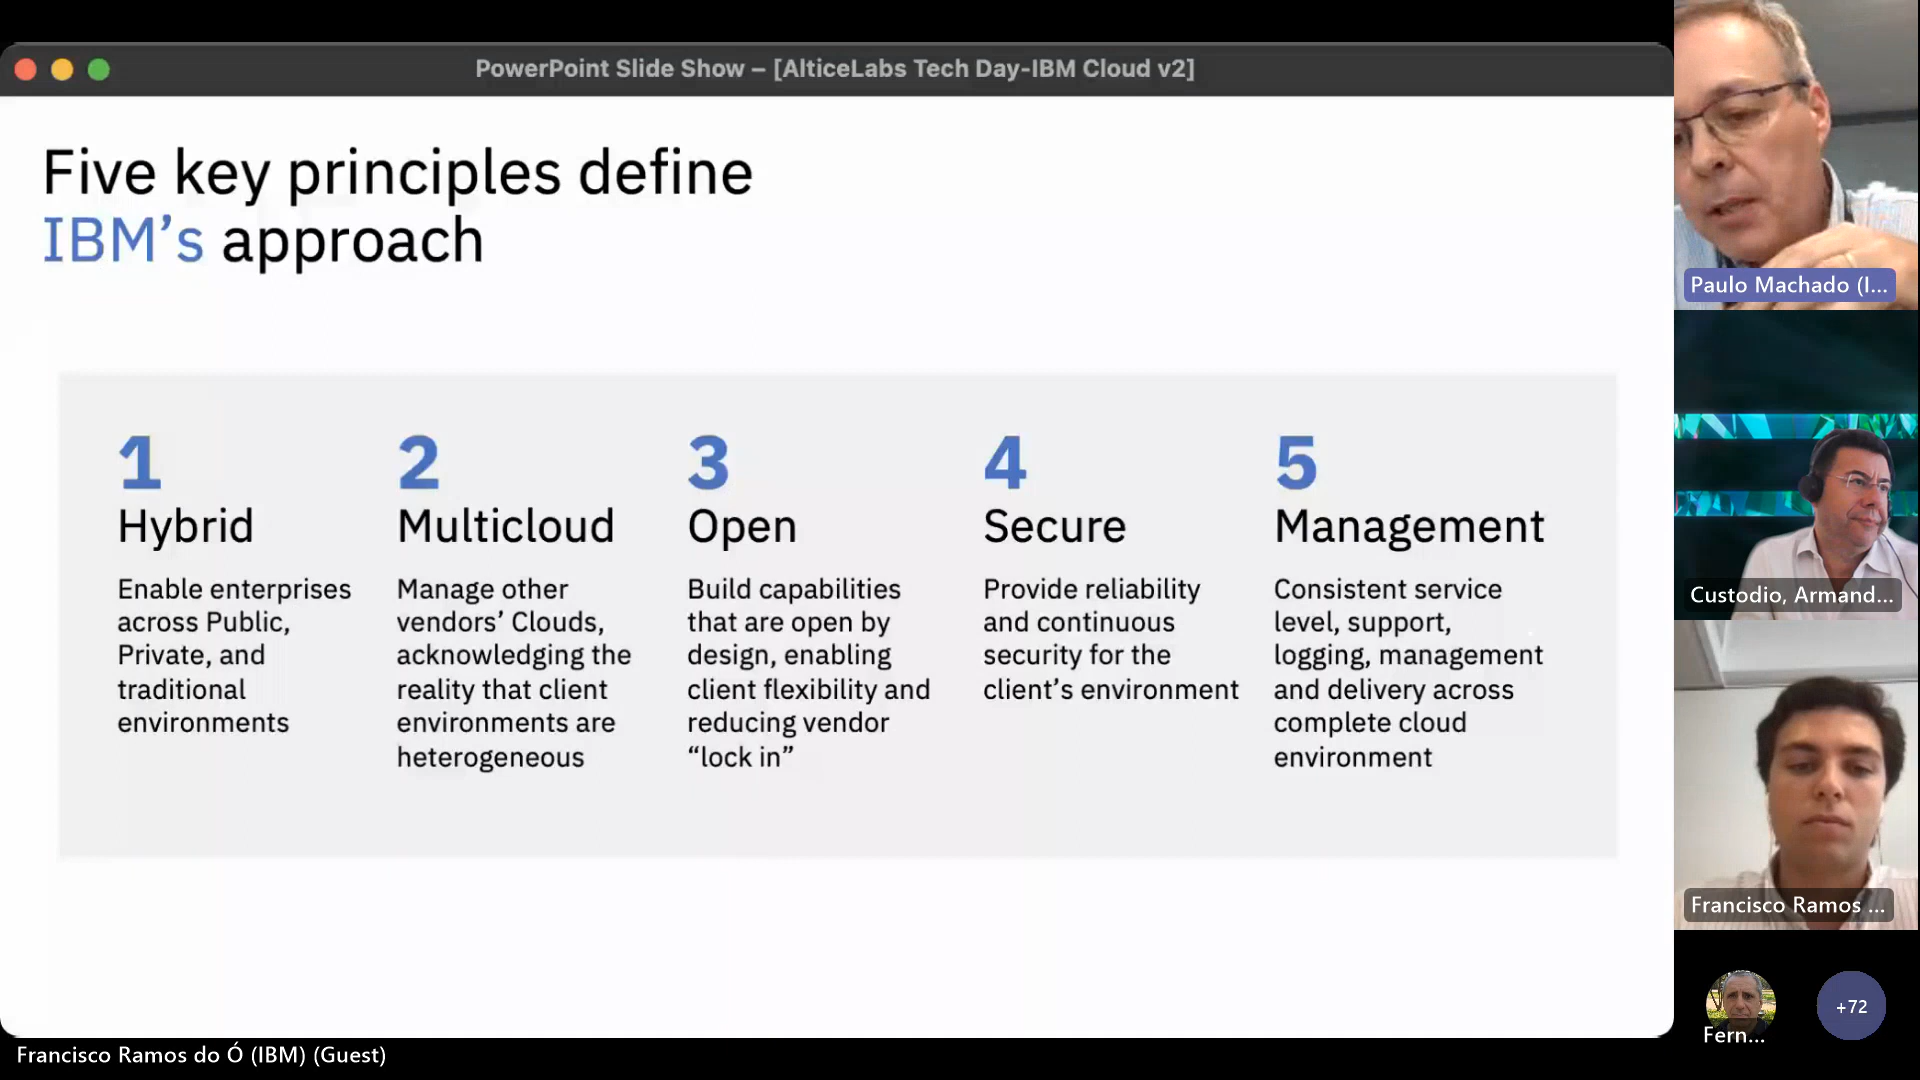 PowerPoint Slide Show – [AlticeLabs Tech Day-IBM Cloud v2]
Five key principles define
IBM’s approach
1
Hybrid
Enable enterprises
across Public,
Private, and
traditional
environments
2
Multicloud
Manage other
vendors’ Clouds,
acknowledging the
reality that client
environments are
heterogeneous
3
Open
Build capabilities
that are open by
design, enabling
client flexibility and
reducing vendor
“lock in”
4
Secure
Provide reliability
and continuous
security for the
client’s environment
5
Management
Consistent service
level, support,
logging, management
and delivery across
complete cloud
environment
Paulo Machado (I...
Custodio, Armand...
Francisco Ramos ...
Fern...
+72
Francisco Ramos do Ó (IBM) (Guest)